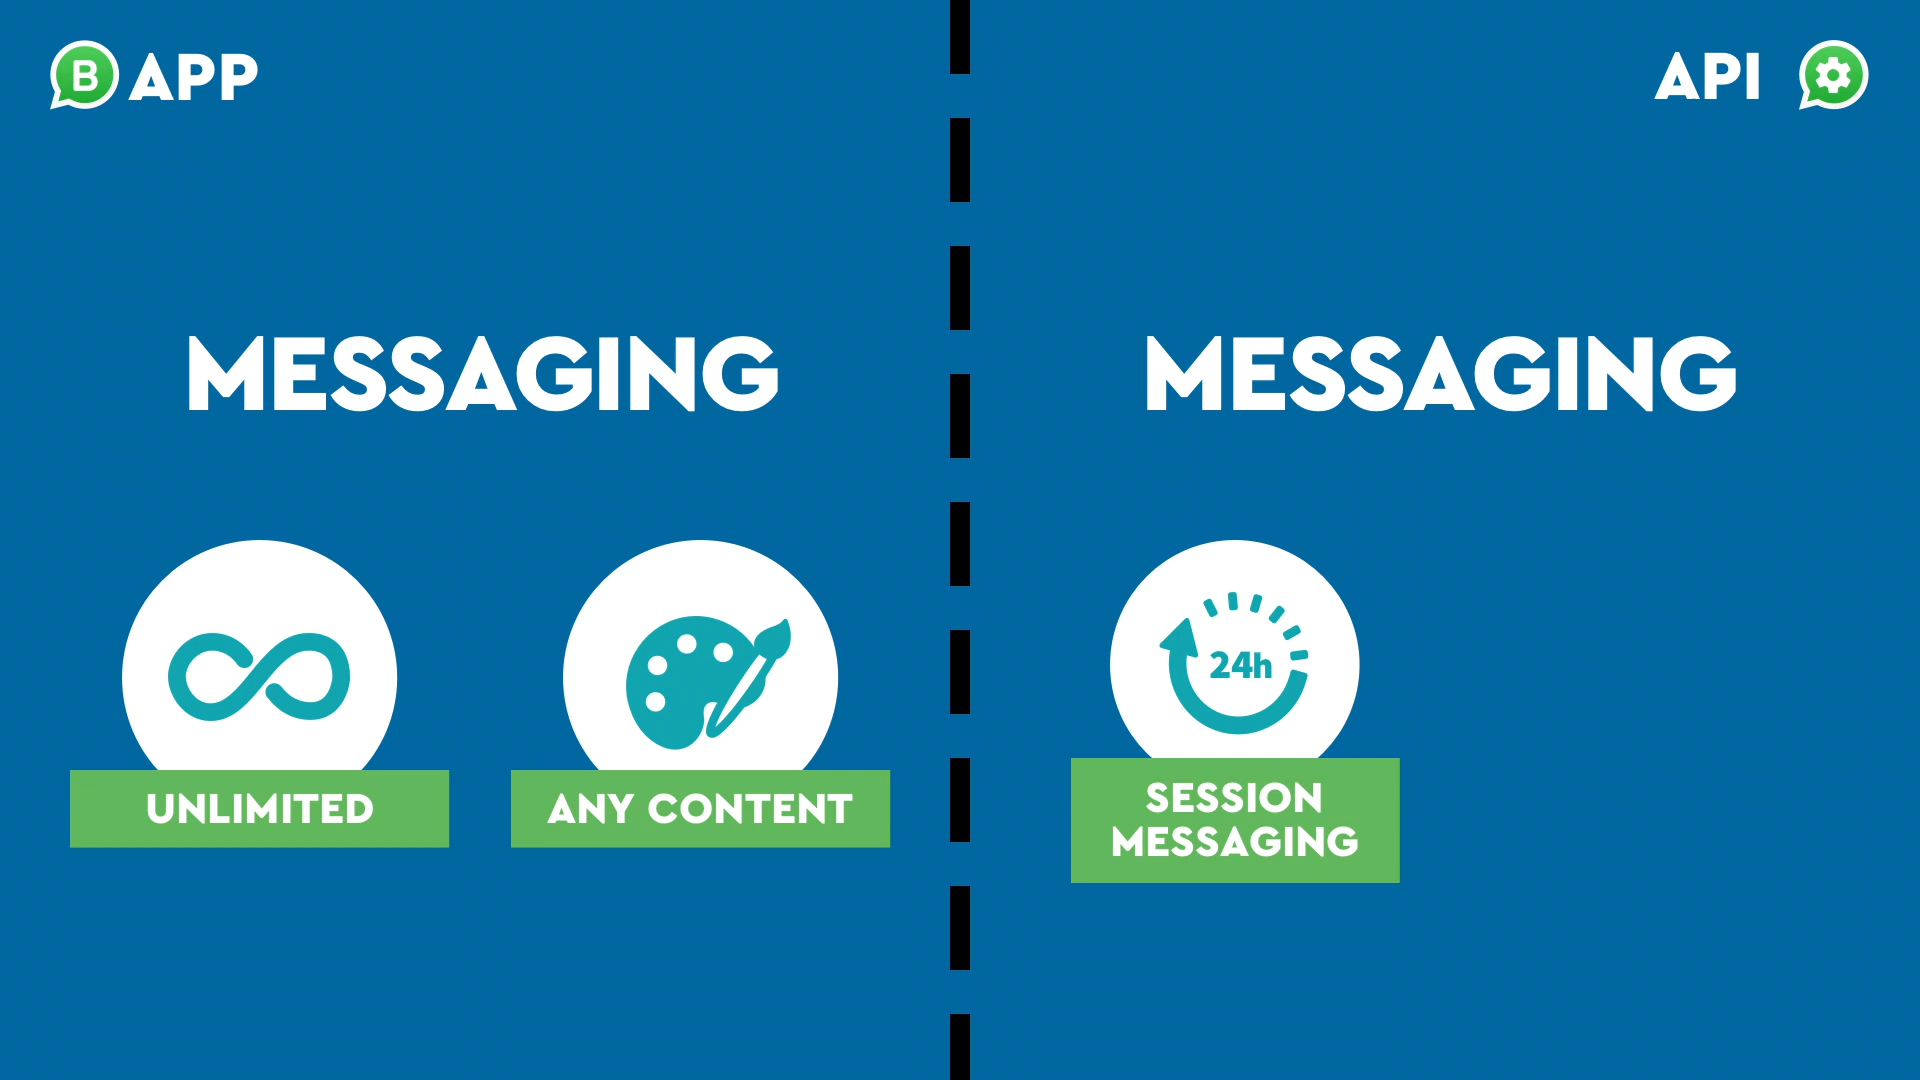 B APP
API
MESSAGING
MESSAGING
24h
UNLIMITED
ANY CONTENT
SESSION
MESSAGING